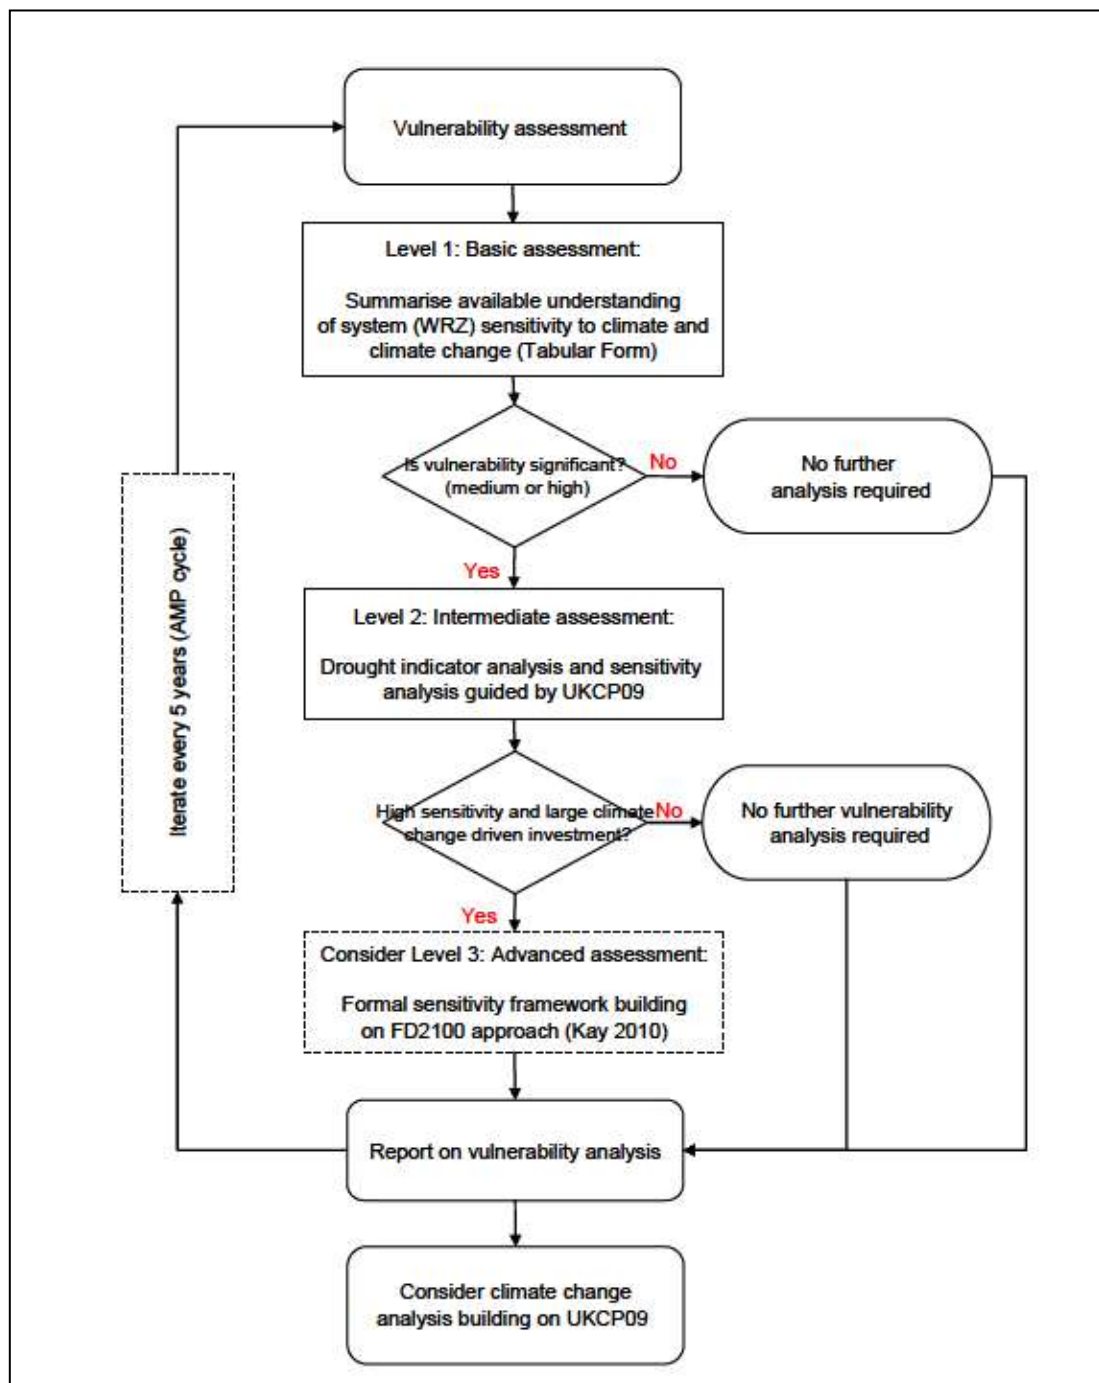 Vulnerability assessment
Level 1: Basic assessment:
Summarise available understanding
of system (WRZ) sensitivity to climate and
climate change (Tabular Form)
Is vulnerability significant?
(medium or high)
No
No further
analysis required
Yes
Level 2: Intermediate assessment:
Drought indicator analysis and sensitivity
analysis guided by UKCP09
Iterate every 5 years (AMP cycle)
High sensitivity and large climate
change driven investment?
No
No further vulnerability
analysis required
Yes
Consider Level 3: Advanced assessment:
Formal sensitivity framework building
on FD2100 approach (Kay 2010)
Report on vulnerability analysis
Consider climate change
analysis building on UKCP09